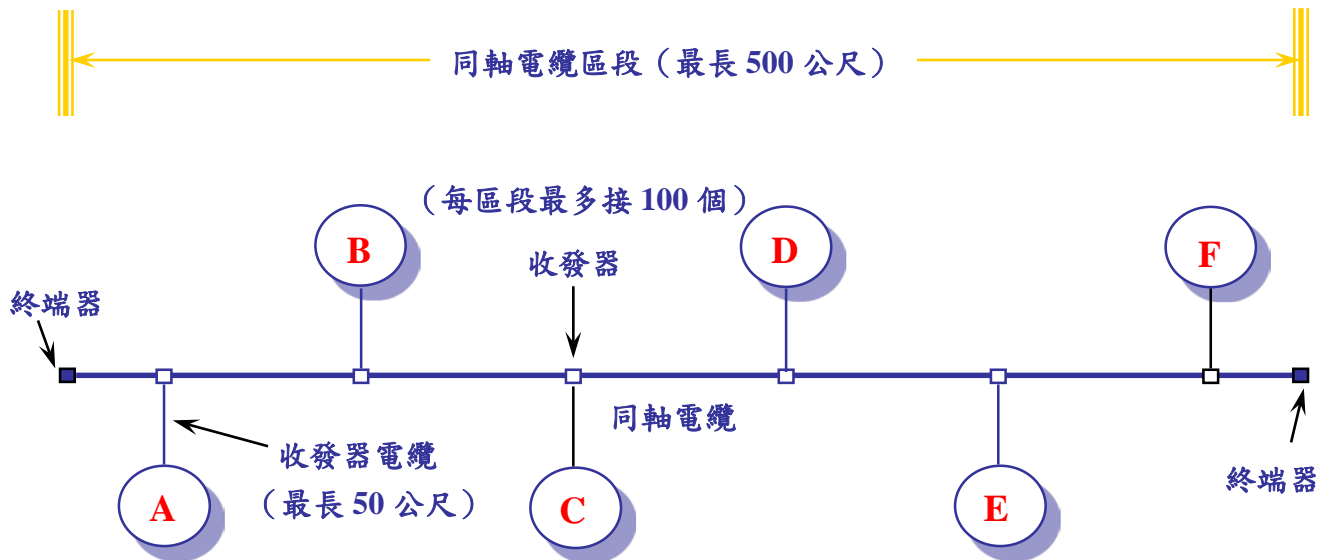 同軸電纜區段（最長 500 公尺）
（每區段最多接 100 個）
B
D
F
收發器
終端器
同軸電纜
收發器電纜
（最長 50 公尺）
A
C
E
終端器